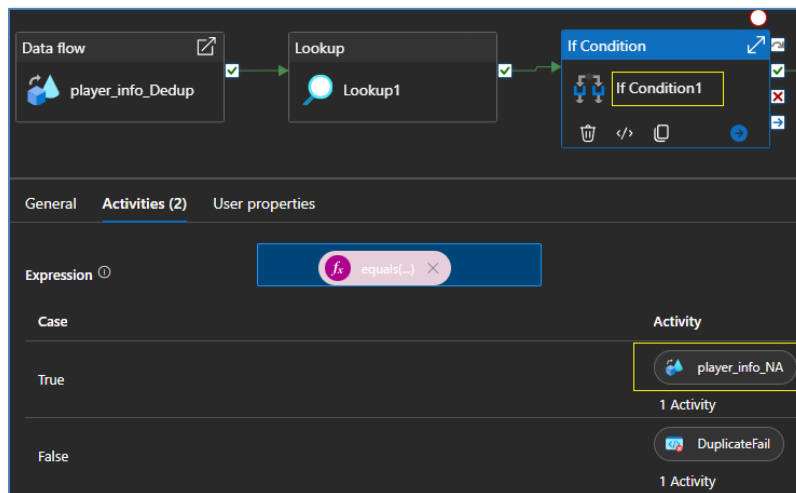 Data flow
player_info_Dedup
Lookup
Lookup1
If Condition
If Condition1
General Activities (2) User properties
Expression
fx equals(...)
Case Activity
True player_info_NA
1 Activity
False DuplicateFail
1 Activity